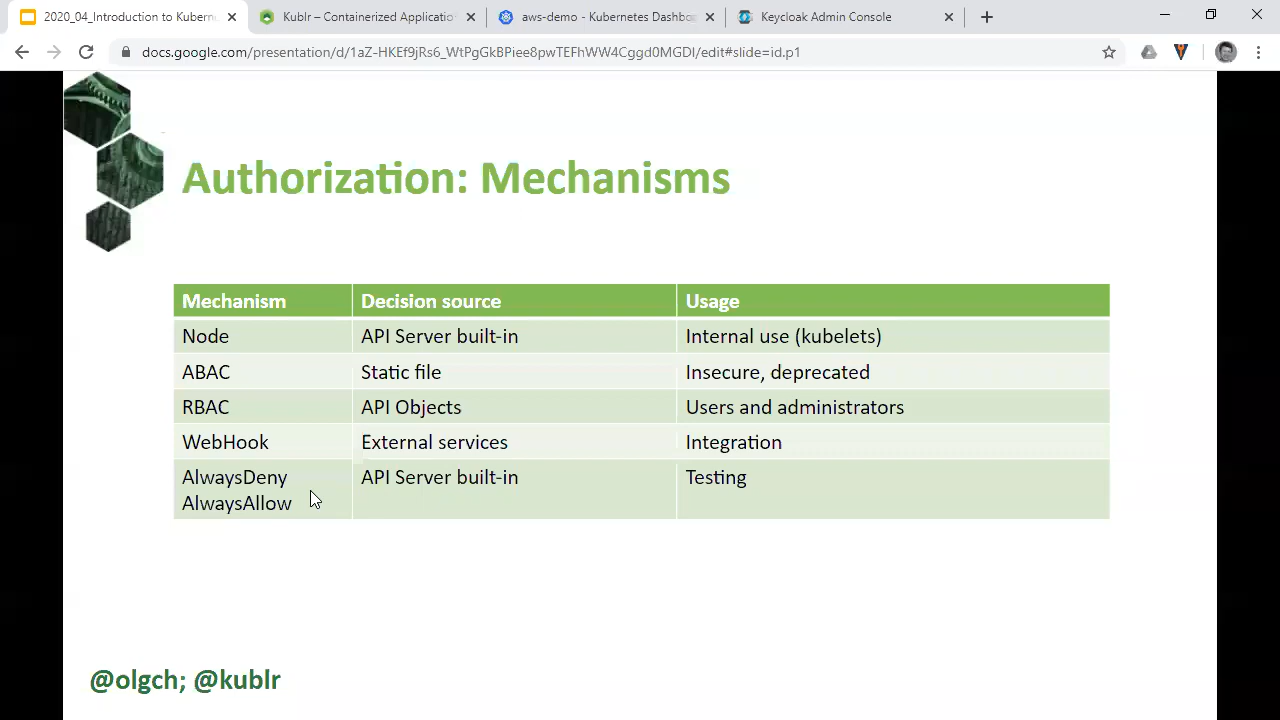 2020_04_Introduction to Kubern
Kublr – Containerized Application
aws-demo - Kubernetes Dashbo
Keycloak Admin Console
docs.google.com/presentation/d/1aZ-HKEf9jRs6_WtPqGkBPiee8pwTEFhWW4Cggd0MGDI/edit#slide=id.p1
Authorization: Mechanisms
Mechanism Decision source Usage
Node API Server built-in Internal use (kubelets)
ABAC Static file Insecure, deprecated
RBAC API Objects Users and administrators
WebHook External services Integration
AlwaysDeny API Server built-in Testing
AlwaysAllow
@olgch; @kublr